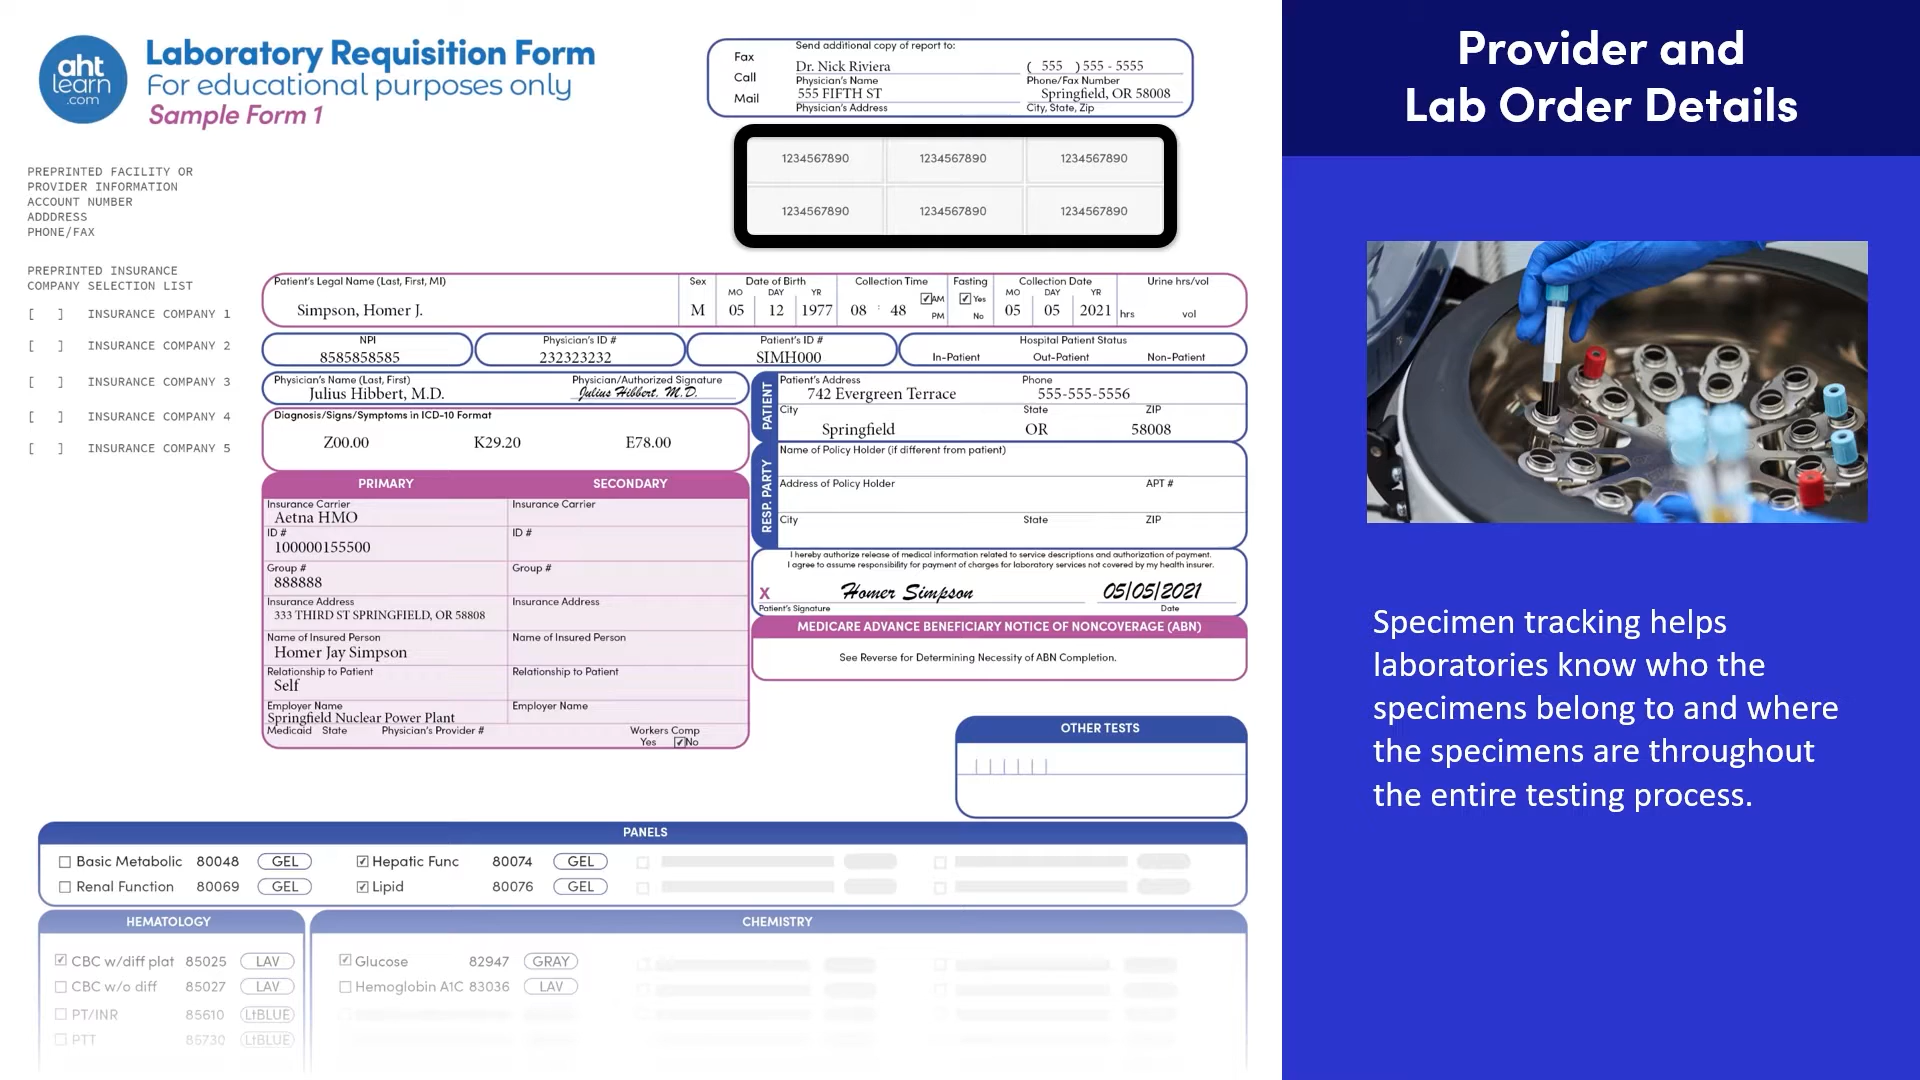 aht
learn
.com
Laboratory Requisition Form
For educational purposes only
Sample Form 1
Fax
Call
Mail
Send additional copy of report to:
Dr. Nick Riviera ( 555 ) 555 - 5555
Physician's Name Phone/Fax Number
555 FIFTH ST Springfield, OR 58008
Physician's Address City, State, Zip
1234567890 1234567890 1234567890
1234567890 1234567890 1234567890
PREPRINTED FACILITY OR
PROVIDER INFORMATION
ACCOUNT NUMBER
ADDDRESS
PHONE/FAX
PREPRINTED INSURANCE
COMPANY SELECTION LIST
[ ] INSURANCE COMPANY 1
[ ] INSURANCE COMPANY 2
[ ] INSURANCE COMPANY 3
[ ] INSURANCE COMPANY 4
[ ] INSURANCE COMPANY 5
Patient's Legal Name (Last, First, MI) Sex Date of Birth Collection Time Fasting Collection Date Urine hrs/vol
MO DAY YR AM Yes MO DAY YR
Simpson, Homer J. M 05 12 1977 08 : 48 PM No 05 05 2021 hrs vol
NPI Physician's ID # Patient's ID # Hospital Patient Status
8585858585 232323232 SIMH000 In-Patient Out-Patient Non-Patient
Physician's Name (Last, First) Physician/Authorized Signature
Julius Hibbert, M.D. Julius Hibbert, M.D.
Diagnosis/Signs/Symptoms in ICD-10 Format
Z00.00 K29.20 E78.00
PRIMARY SECONDARY
Insurance Carrier Insurance Carrier
Aetna HMO
ID # ID #
100000155500
Group # Group #
888888
Insurance Address Insurance Address
333 THIRD ST SPRINGFIELD, OR 58808
Name of Insured Person Name of Insured Person
Homer Jay Simpson
Relationship to Patient Relationship to Patient
Self
Employer Name Employer Name
Springfield Nuclear Power Plant
Medicaid State Physician's Provider # Workers Comp
Yes No
PATIENT
Patient's Address Phone
742 Evergreen Terrace 555-555-5556
City State ZIP
Springfield OR 58008
RESP. PARTY
Name of Policy Holder (if different from patient)
Address of Policy Holder APT #
City State ZIP
I hereby authorize release of medical information related to service descriptions and authorization of payment.
I agree to assume responsibility for payment of charges for laboratory services not covered by my health insurer.
X Homer Simpson 05/05/2021
Patient's Signature Date
MEDICARE ADVANCE BENEFICIARY NOTICE OF NONCOVERAGE (ABN)
See Reverse for Determining Necessity of ABN Completion.
OTHER TESTS
PANELS
Basic Metabolic 80048 GEL Hepatic Func 80074 GEL
Renal Function 80069 GEL Lipid 80076 GEL
HEMATOLOGY
CBC w/diff plat 85025 LAV
CBC w/o diff 85027 LAV
PT/INR 85610 LtBLUE
PTT 85730 LtBLUE
CHEMISTRY
Glucose 82947 GRAY
Hemoglobin A1C 83036 LAV
Provider and
Lab Order Details
Specimen tracking helps
laboratories know who the
specimens belong to and where
the specimens are throughout
the entire testing process.